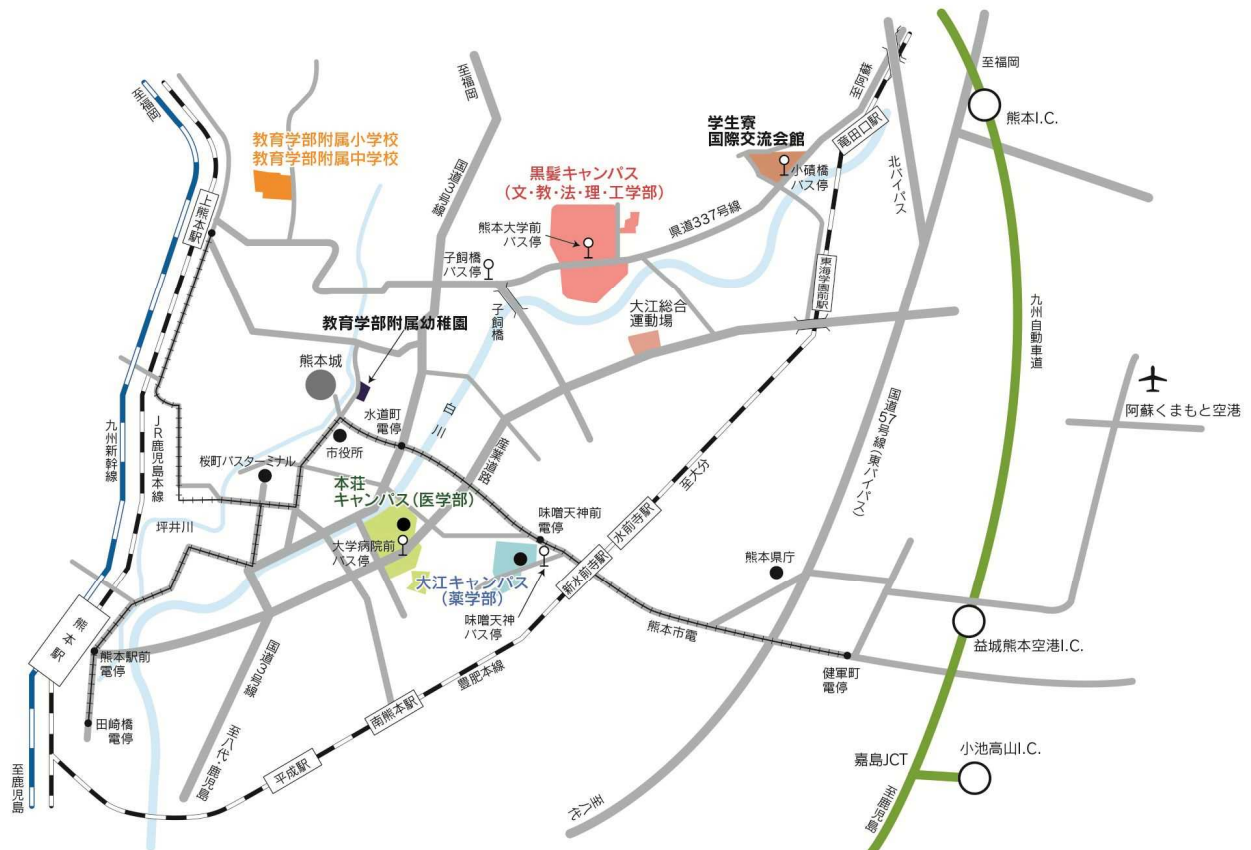 至福岡
至福岡
至福岡
熊本I.C.
至阿蘇
竜田口駅
北バイパス
学生寮
国際交流会館
小磧橋
バス停
教育学部附属小学校
教育学部附属中学校
国道3号線
黒髪キャンパス
(文・教・法・理・工学部)
熊本大学前
バス停
県道337号線
上熊本駅
子飼橋
バス停
子飼橋
東海学園前駅
大江総合
運動場
九州自動車道
教育学部附属幼稚園
熊本城
白川
水道町
電停
国道57号線(東バイパス)
阿蘇くまもと空港
九州新幹線
JR鹿児島本線
桜町バスターミナル
市役所
産業道路
至大分
坪井川
本荘
キャンパス(医学部)
大学病院前
バス停
味噌天神前
電停
水前寺駅
新水前寺駅
大江キャンパス
(薬学部)
味噌天神
バス停
熊本県庁
熊本駅
熊本駅前
電停
国道3号線
熊本市電
豊肥本線
健軍町
電停
益城熊本空港I.C.
田崎橋
電停
南熊本駅
平成駅
至八代・鹿児島
至鹿児島
至八代
嘉島JCT
小池高山I.C.
至鹿児島